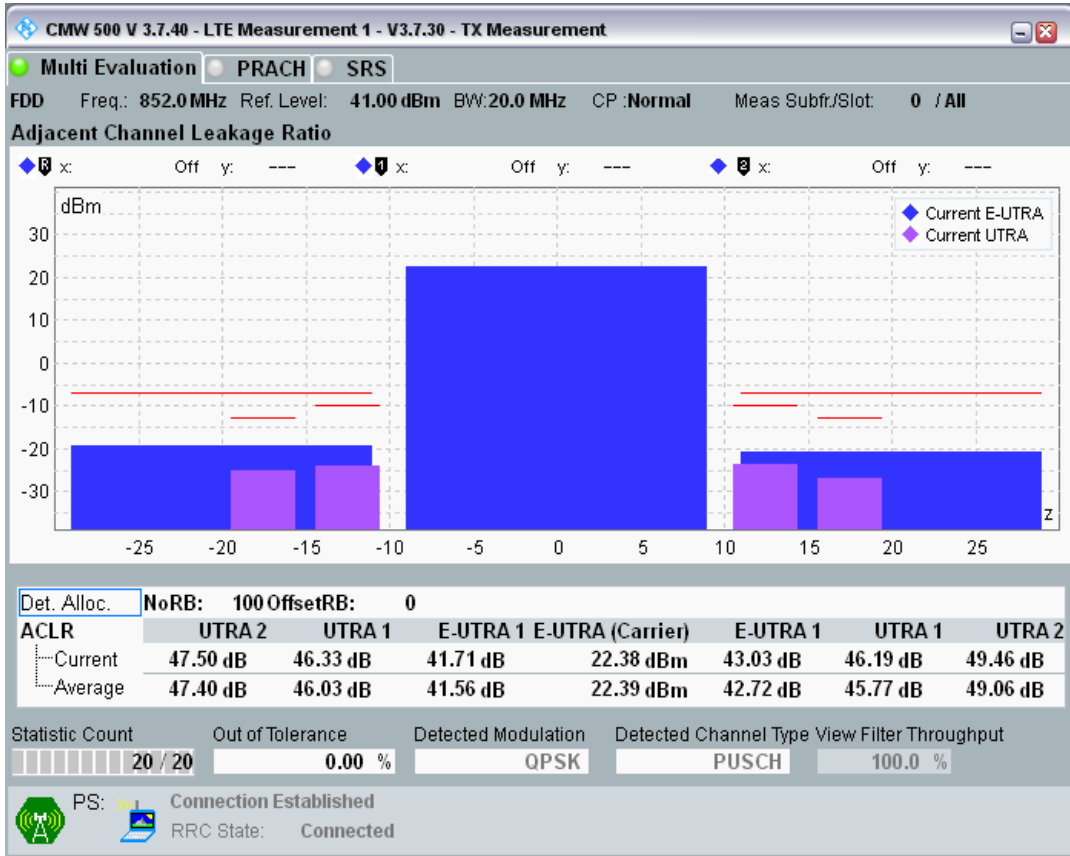 CMW 500 V 3.7.40 - LTE Measurement 1 - V3.7.30 - TX Measurement
Multi Evaluation PRACH SRS
FDD Freq.: 852.0 MHz Ref. Level: 41.00 dBm BW: 20.0 MHz CP : Normal Meas Subfr./Slot: 0 / All
Adjacent Channel Leakage Ratio
R x: Off y: --- 1 x: Off y: --- 2 x: Off y: ---
dBm
Current E-UTRA
Current UTRA
30
20
10
0
-10
-20
-30
z
-25 -20 -15 -10 -5 0 5 10 15 20 25
Det. Alloc. NoRB: 100 OffsetRB: 0
ACLR UTRA 2 UTRA 1 E-UTRA 1 E-UTRA (Carrier) E-UTRA 1 UTRA 1 UTRA 2
Current 47.50 dB 46.33 dB 41.71 dB 22.38 dBm 43.03 dB 46.19 dB 49.46 dB
Average 47.40 dB 46.03 dB 41.56 dB 22.39 dBm 42.72 dB 45.77 dB 49.06 dB
Statistic Count Out of Tolerance Detected Modulation Detected Channel Type View Filter Throughput
20 / 20 0.00 % QPSK PUSCH 100.0 %
PS: Connection Established
RRC State: Connected